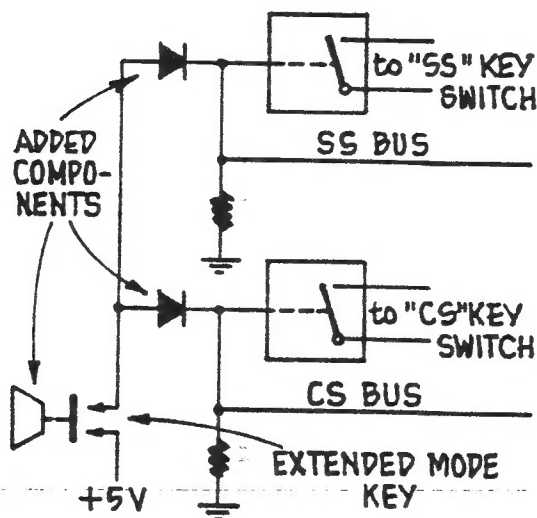 to "SS" KEY
SWITCH
SS BUS
ADDED
COMPO-
NENTS
to "CS" KEY
SWITCH
CS BUS
EXTENDED MODE
KEY
+5V